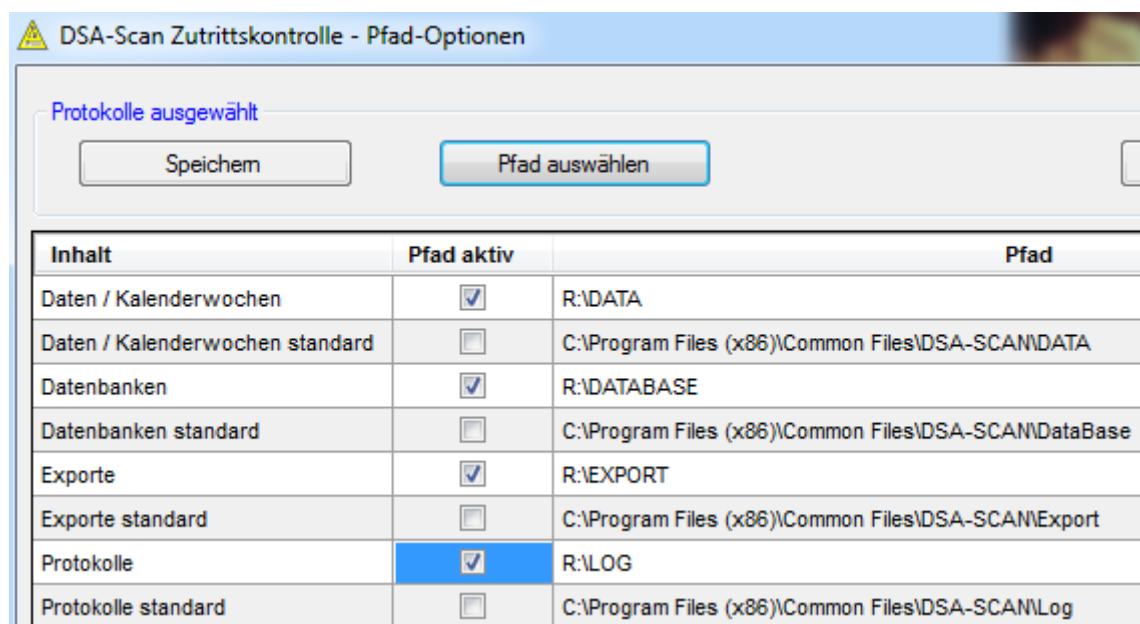 DSA-Scan Zutrittskontrolle - Pfad-Optionen
Protokolle ausgewählt
Speichern Pfad auswählen
Inhalt Pfad aktiv Pfad
Daten / Kalenderwochen R:\DATA
Daten / Kalenderwochen standard C:\Program Files (x86)\Common Files\DSA-SCAN\DATA
Datenbanken R:\DATABASE
Datenbanken standard C:\Program Files (x86)\Common Files\DSA-SCAN\DataBase
Exporte R:\EXPORT
Exporte standard C:\Program Files (x86)\Common Files\DSA-SCAN\Export
Protokolle R:\LOG
Protokolle standard C:\Program Files (x86)\Common Files\DSA-SCAN\Log